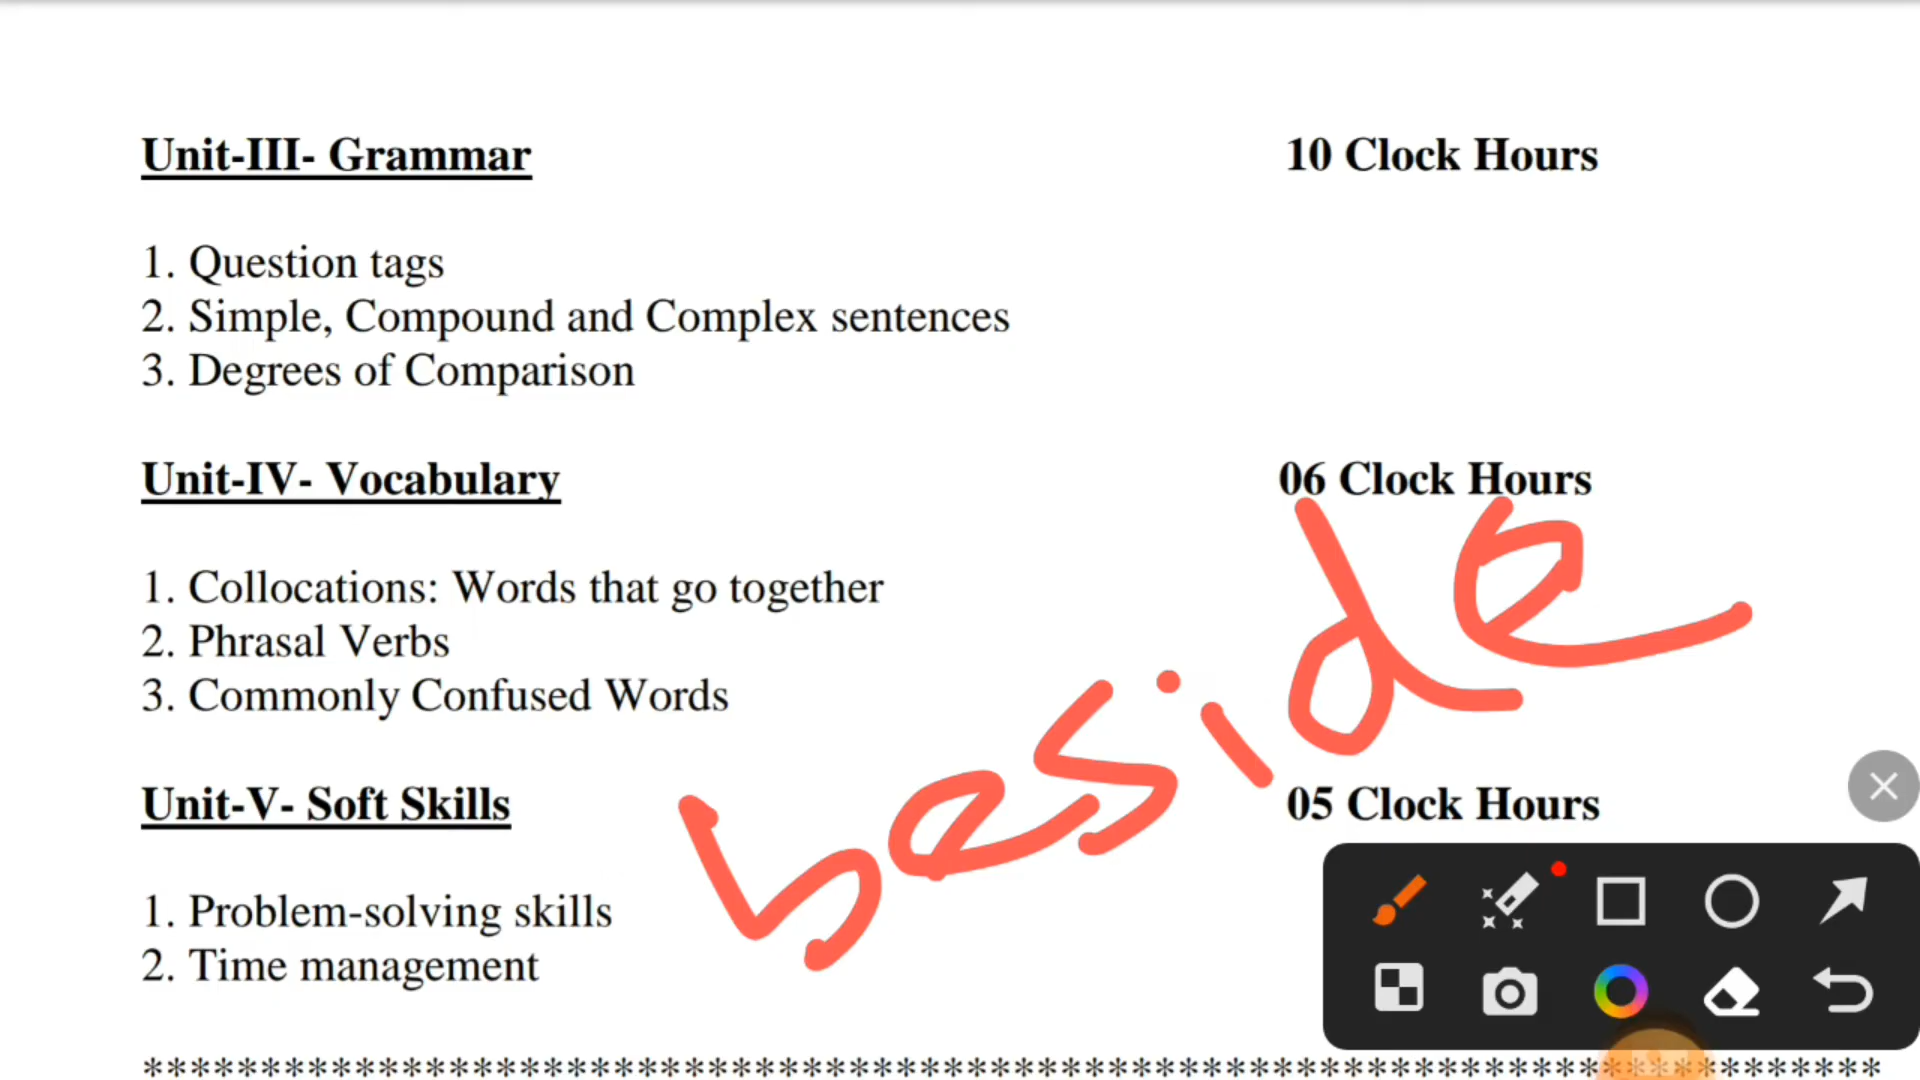 Unit-III- Grammar 10 Clock Hours
1. Question tags
2. Simple, Compound and Complex sentences
3. Degrees of Comparison
Unit-IV- Vocabulary 06 Clock Hours
1. Collocations: Words that go together
2. Phrasal Verbs
3. Commonly Confused Words
beside
Unit-V- Soft Skills 05 Clock Hours
1. Problem-solving skills
2. Time management
********************************************************